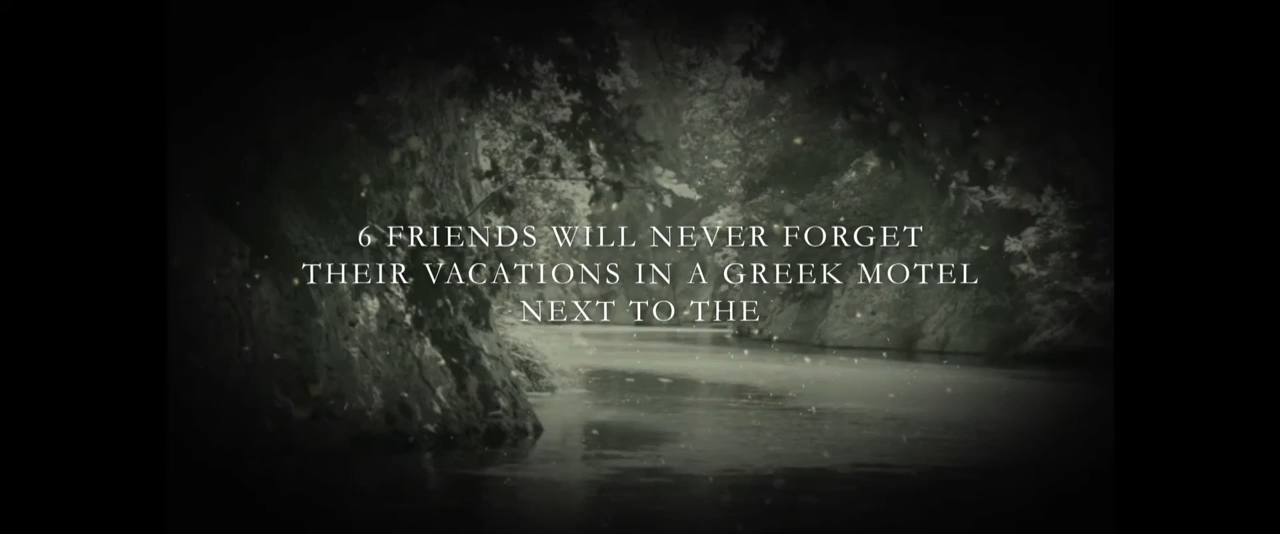 6 FRIENDS WILL NEVER FORGET
THEIR VACATIONS IN A GREEK MOTEL
NEXT TO THE